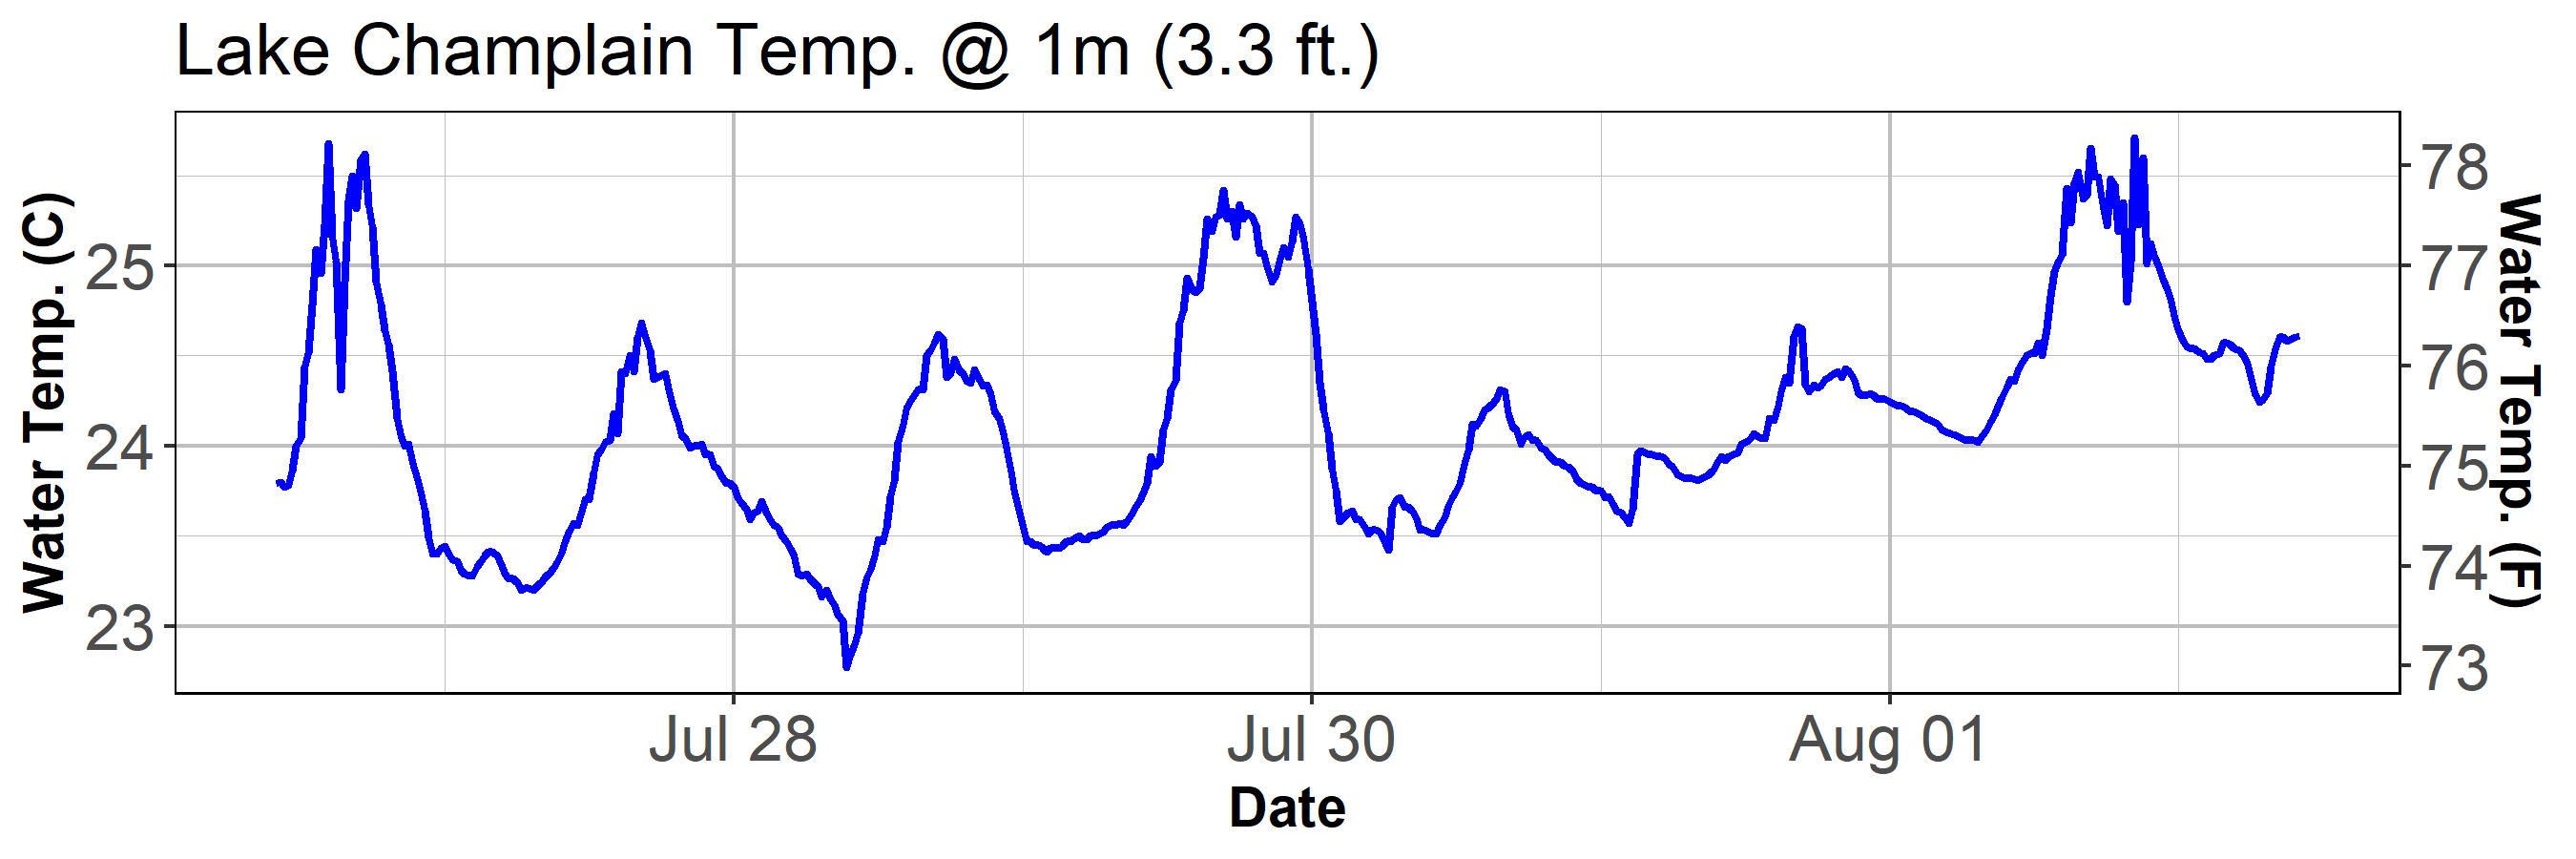 Lake Champlain Temp. @ 1m (3.3 ft.)
Water Temp. (C)
25
24
23
78
77
76
75
74
73
Water Temp. (F)
Jul 28 Jul 30 Aug 01
Date